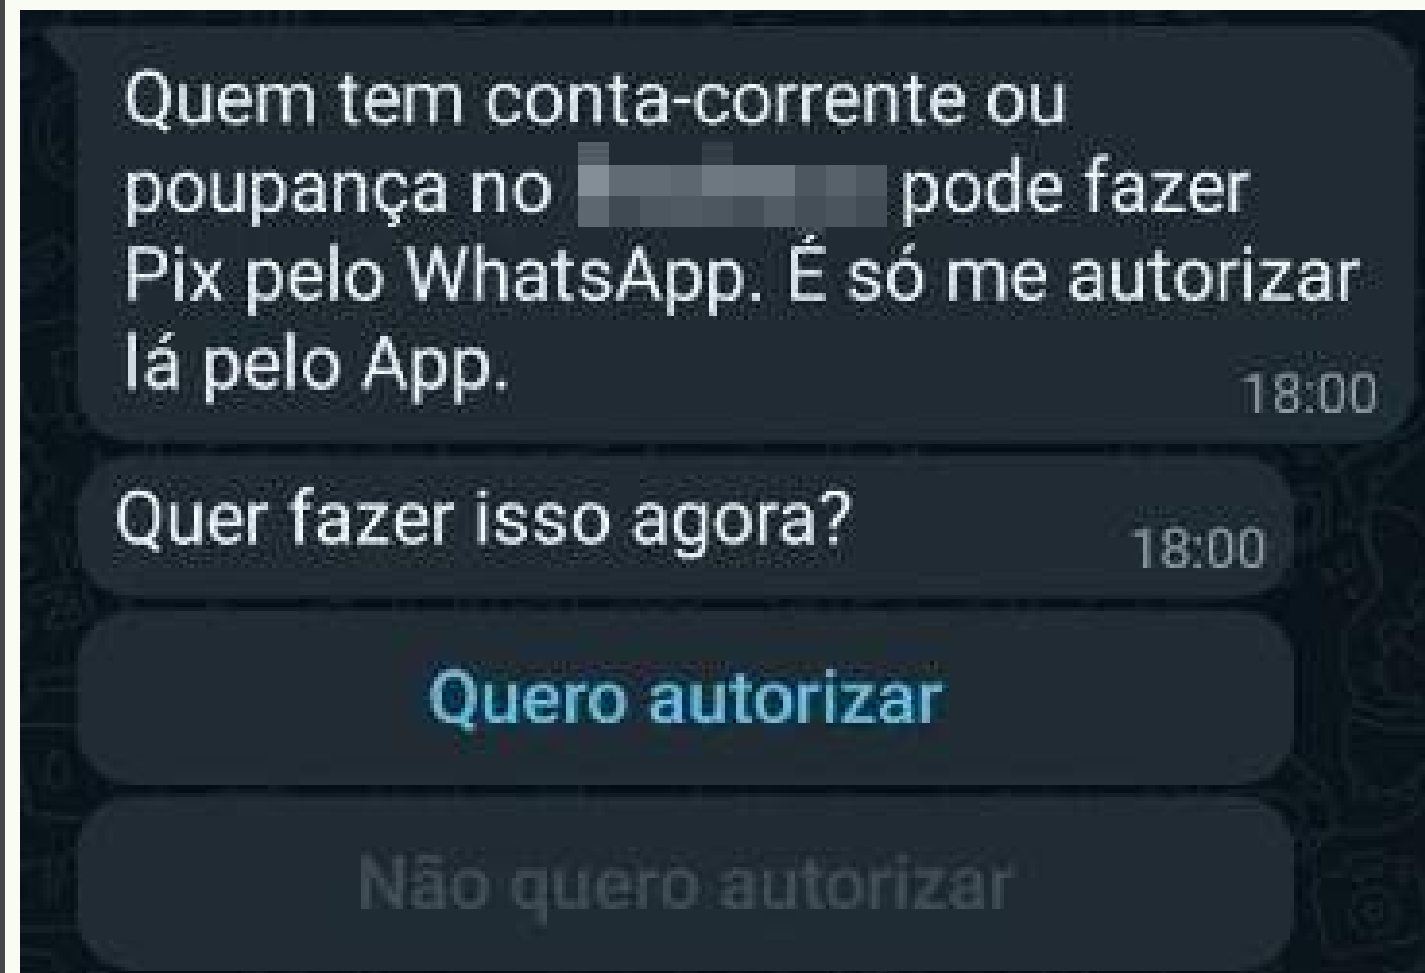 Quem tem conta-corrente ou
poupança no pode fazer
Pix pelo WhatsApp. É só me autorizar
lá pelo App.
18:00
Quer fazer isso agora?
18:00
Quero autorizar
Não quero autorizar